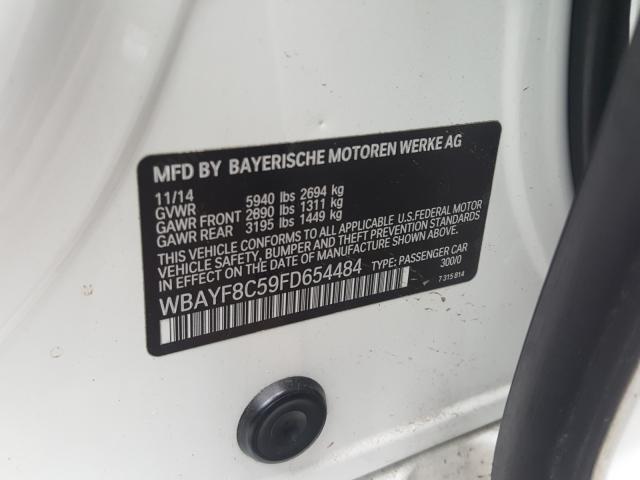 MFD BY BAYERISCHE MOTOREN WERKE AG
11/14
GVWR 5940 lbs 2694 kg
GAWR FRONT 2890 lbs 1311 kg
GAWR REAR 3195 lbs 1449 kg
THIS VEHICLE CONFORMS TO ALL APPLICABLE U.S.FEDERAL MOTOR
VEHICLE SAFETY, BUMPER AND THEFT PREVENTION STANDARDS
IN EFFECT ON THE DATE OF MANUFACTURE SHOWN ABOVE.
WBAYF8C59FD654484 TYPE: PASSENGER CAR
300/0
7 315 814